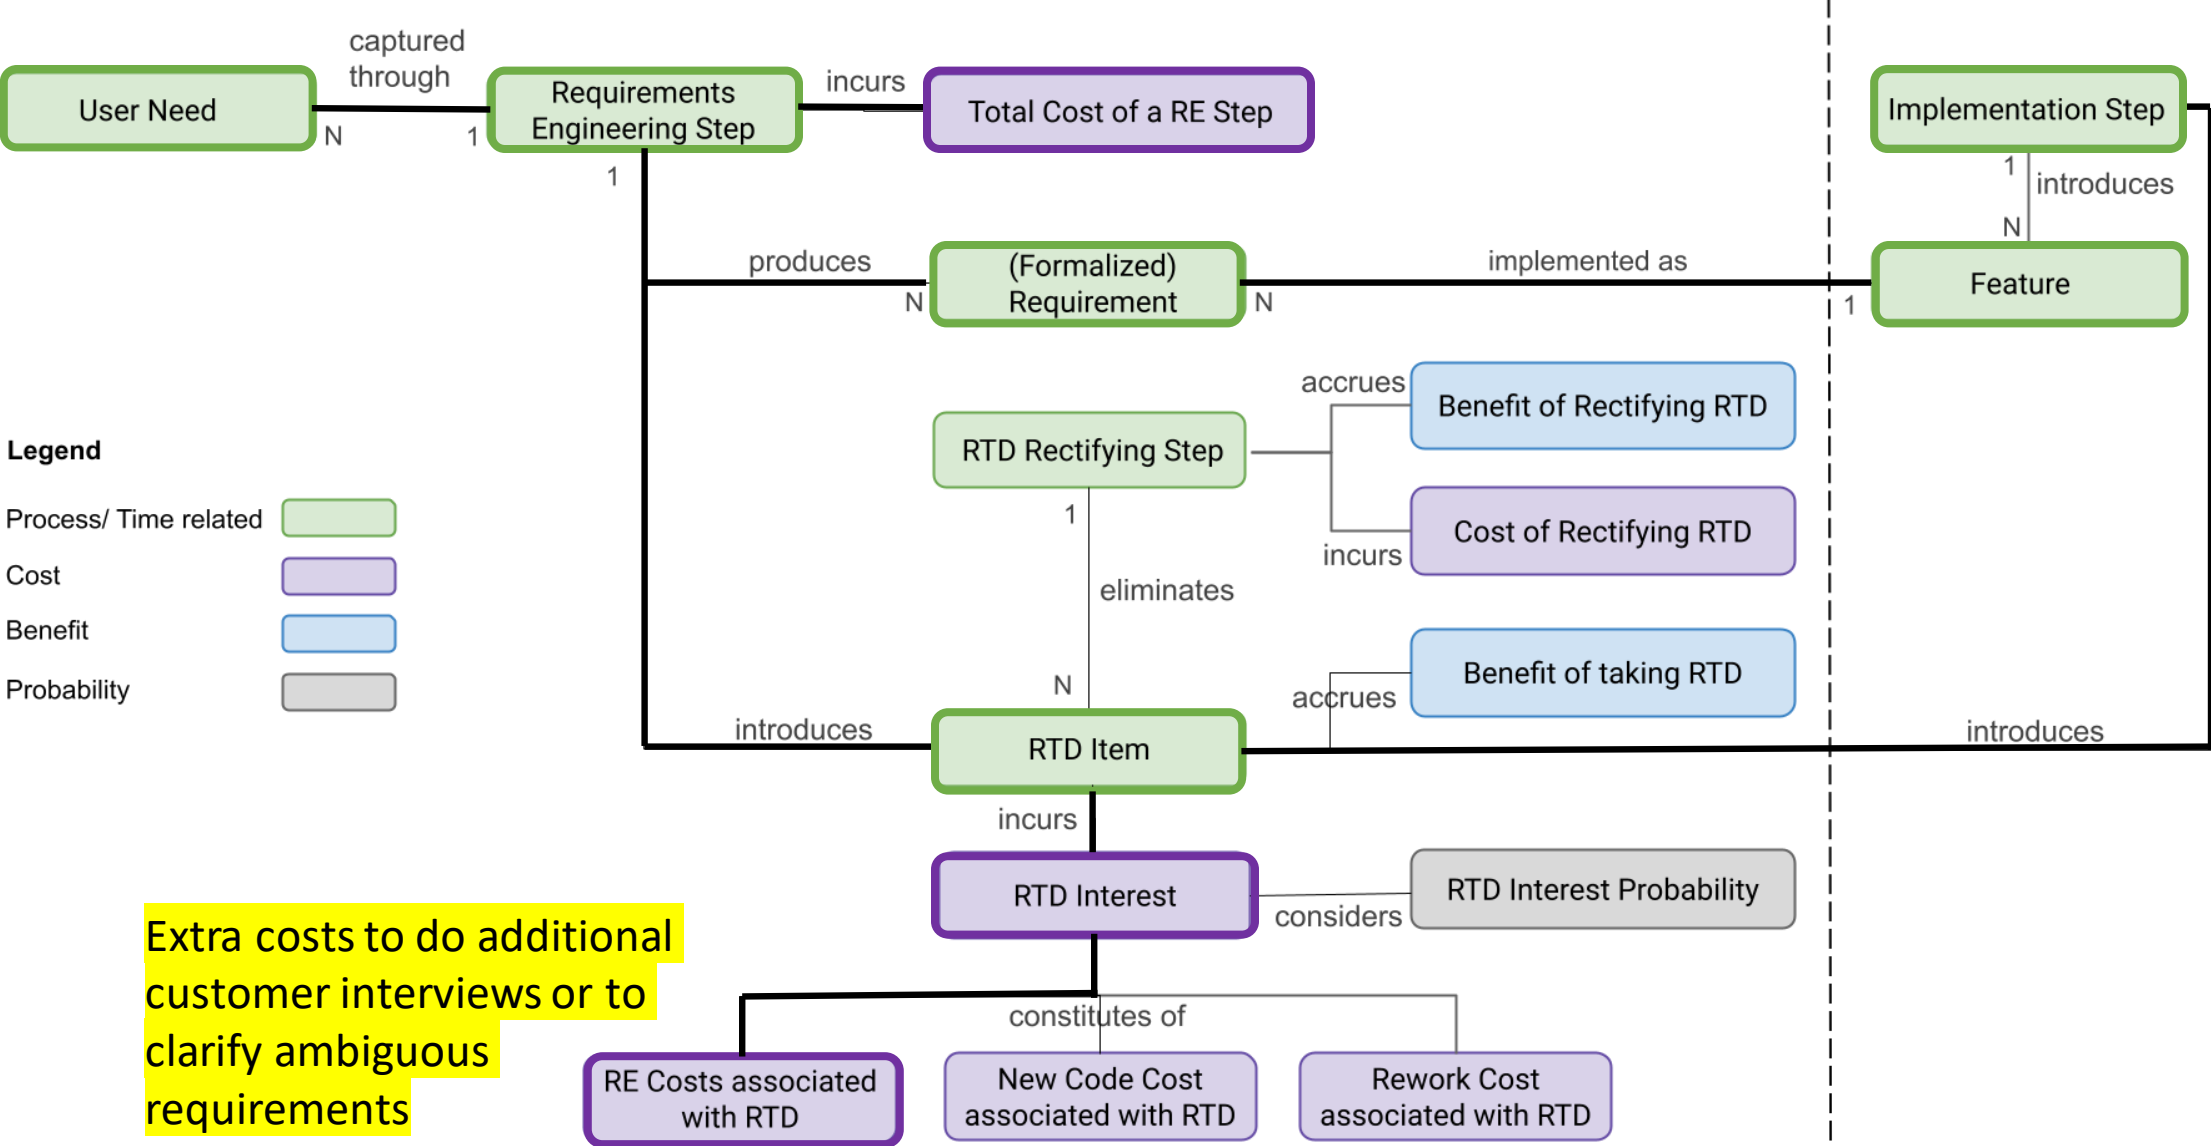 captured
through
User Need
N
1
Requirements
Engineering Step
incurs
Total Cost of a RE Step
Implementation Step
1
introduces
N
1
produces
N
(Formalized)
Requirement
N
implemented as
1
Feature
accrues
Benefit of Rectifying RTD
RTD Rectifying Step
Cost of Rectifying RTD
incurs
1
eliminates
N
Legend
Process/ Time related
Cost
Benefit
Probability
Benefit of taking RTD
accrues
introduces
RTD Item
introduces
incurs
RTD Interest
considers
RTD Interest Probability
constitutes of
Extra costs to do additional
customer interviews or to
clarify ambiguous
requirements
RE Costs associated
with RTD
New Code Cost
associated with RTD
Rework Cost
associated with RTD